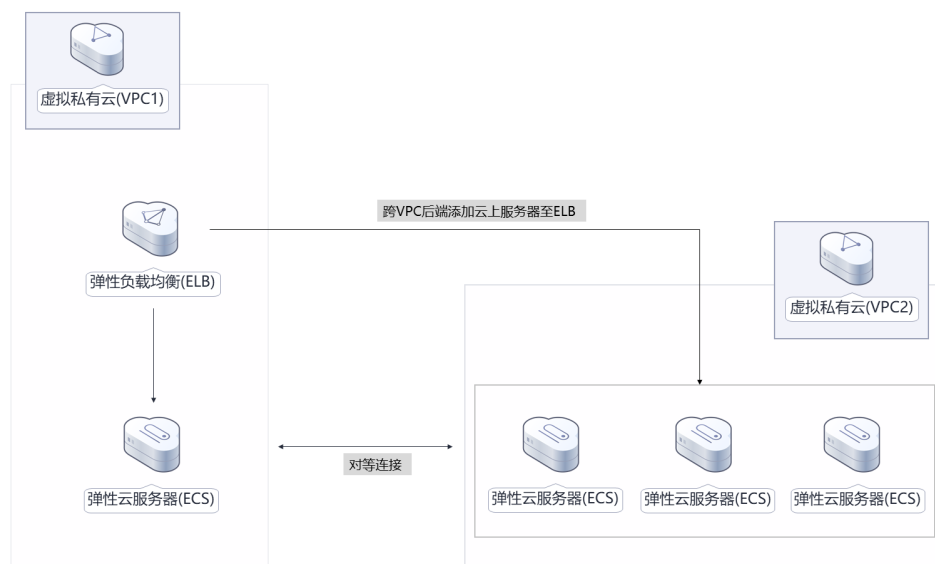 虚拟私有云(VPC1)
跨VPC后端添加云上服务器至ELB
弹性负载均衡(ELB)
虚拟私有云(VPC2)
对等连接
弹性云服务器(ECS)
弹性云服务器(ECS)
弹性云服务器(ECS)
弹性云服务器(ECS)